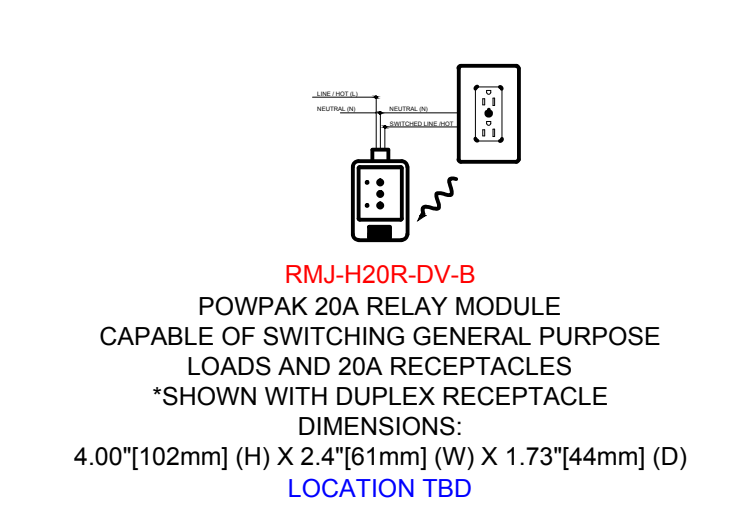 LINE / HOT (L)
NEUTRAL (N) NEUTRAL (N)
SWITCHED LINE /HOT
RMJ-H20R-DV-B
POWPAK 20A RELAY MODULE
CAPABLE OF SWITCHING GENERAL PURPOSE
LOADS AND 20A RECEPTACLES
*SHOWN WITH DUPLEX RECEPTACLE
DIMENSIONS:
4.00"[102mm] (H) X 2.4"[61mm] (W) X 1.73"[44mm] (D)
LOCATION TBD